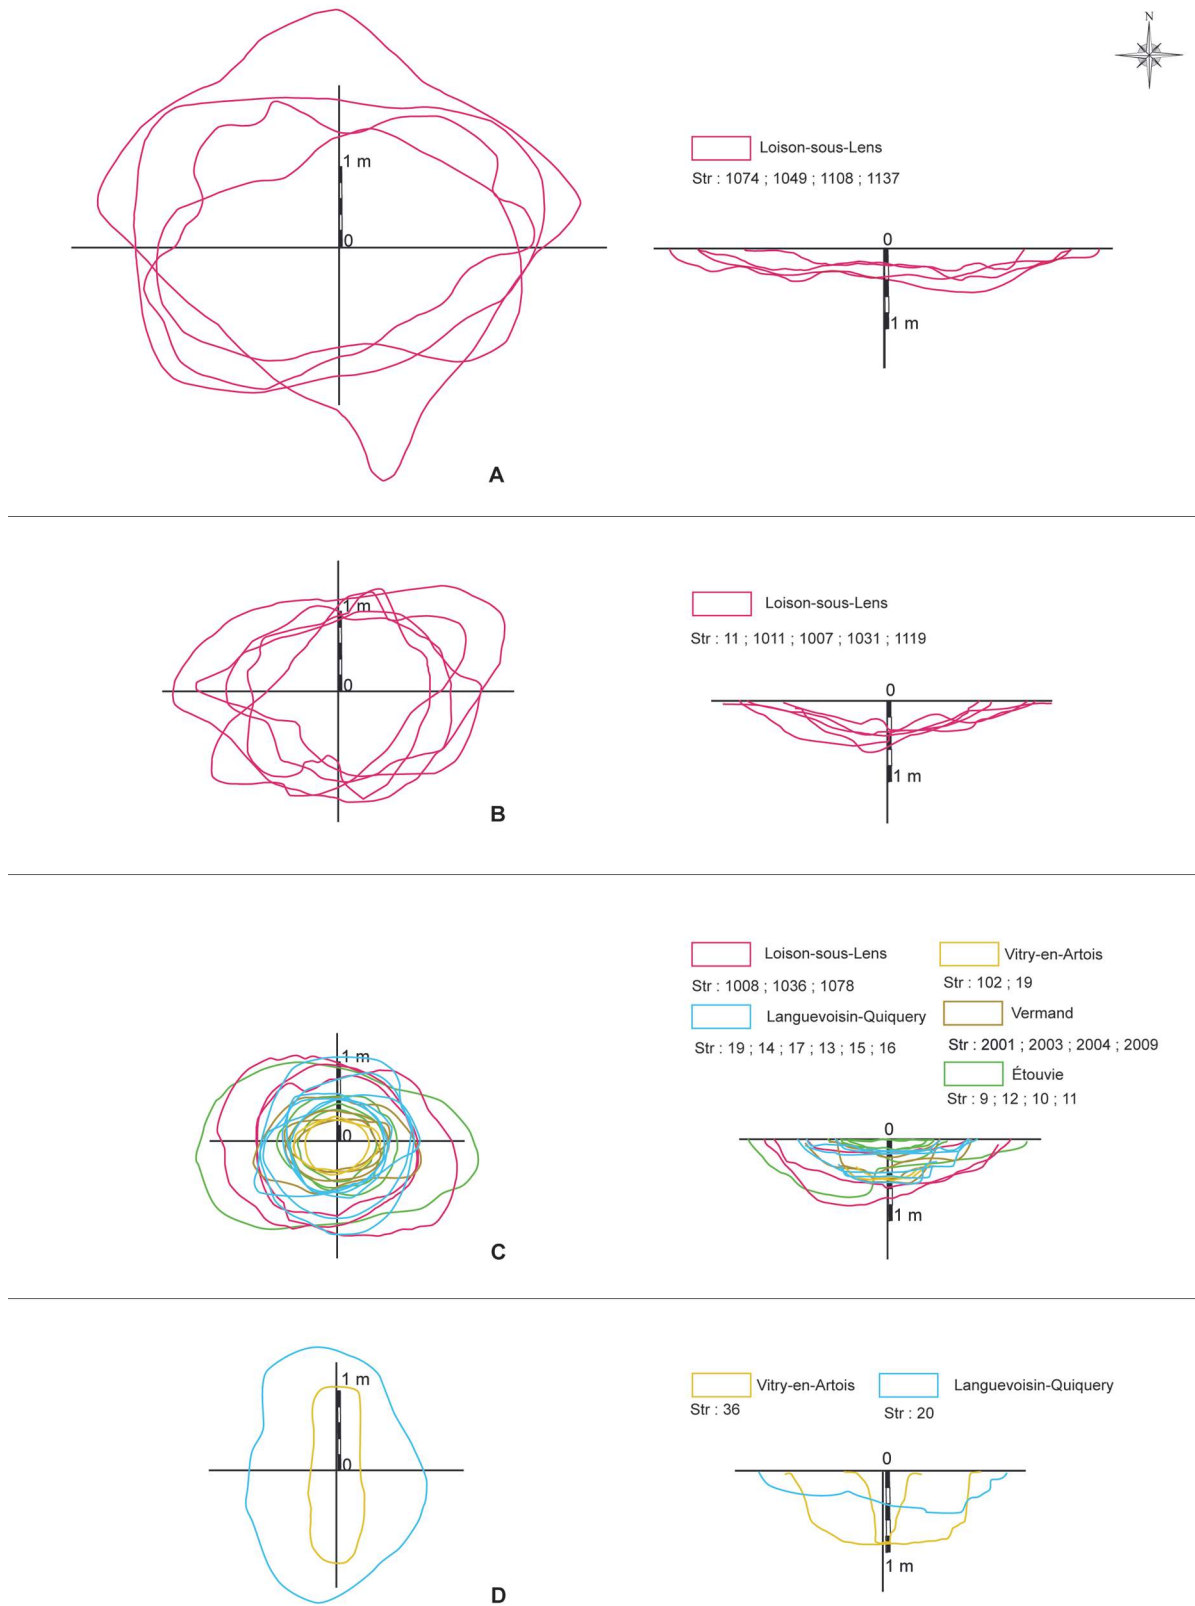 N
1 m
0
Loison-sous-Lens
Str : 1074 ; 1049 ; 1108 ; 1137
0
1 m
A
1 m
0
Loison-sous-Lens
Str : 11 ; 1011 ; 1007 ; 1031 ; 1119
0
1 m
B
Loison-sous-Lens
Str : 1008 ; 1036 ; 1078
Vitry-en-Artois
Str : 102 ; 19
Languevoisin-Quiquery
Str : 19 ; 14 ; 17 ; 13 ; 15 ; 16
Vermand
Str : 2001 ; 2003 ; 2004 ; 2009
Étouvie
Str : 9 ; 12 ; 10 ; 11
1 m
0
0
1 m
C
1 m
0
Vitry-en-Artois
Str : 36
Languevoisin-Quiquery
Str : 20
0
1 m
D